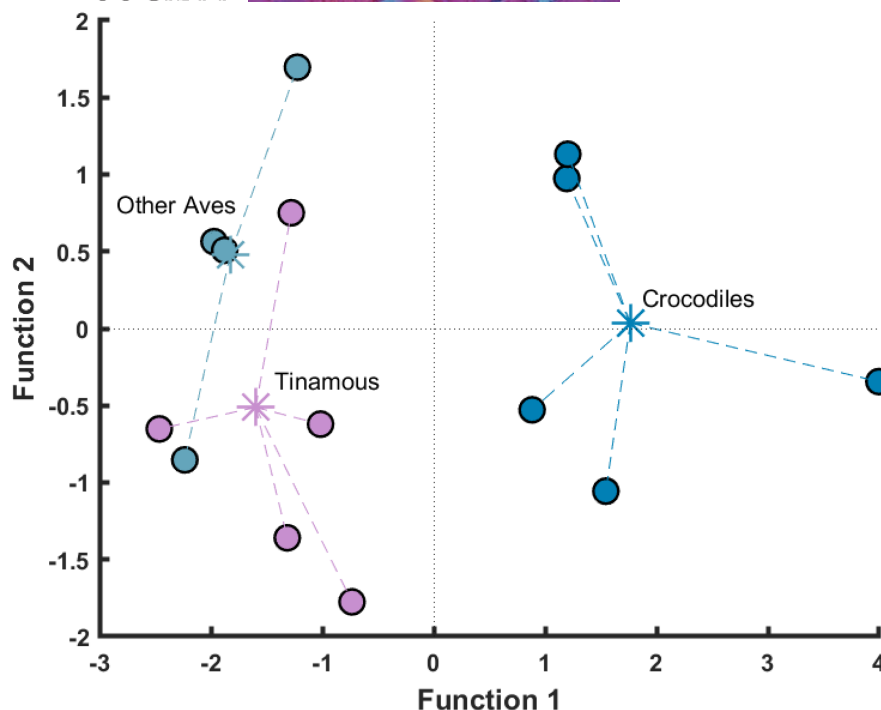 2
1.5
1
Other Aves
0.5
Crocodiles
0
Function 2
Tinamous
-0.5
-1
-1.5
-2
-3 -2 -1 0 1 2 3 4
Function 1